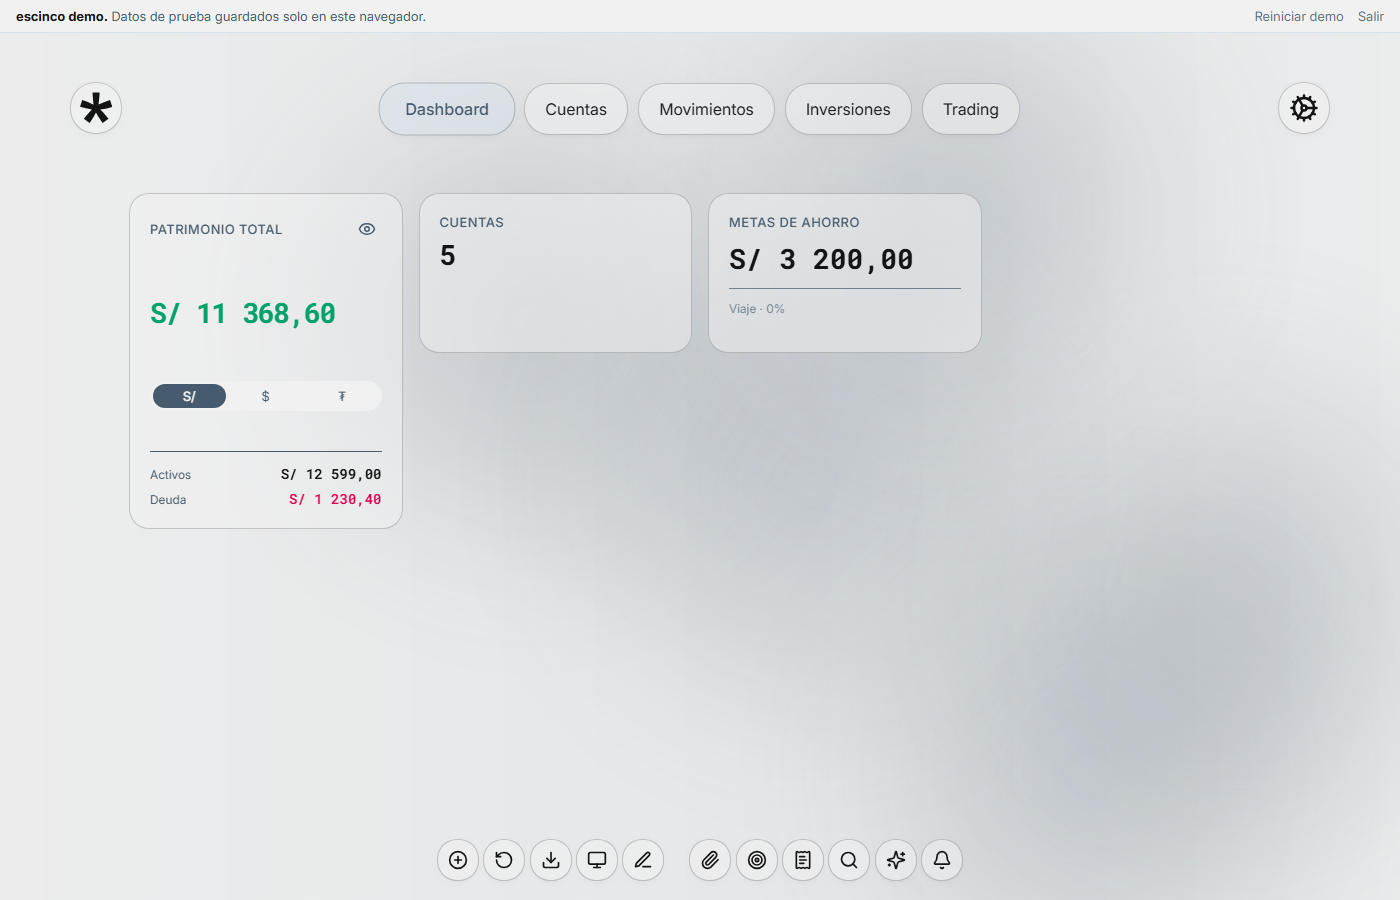 escinco demo. Datos de prueba guardados solo en este navegador.
Reiniciar demo Salir
Dashboard Cuentas Movimientos Inversiones Trading
PATRIMONIO TOTAL
S/ 11 368,60
S/ $ ₮
Activos S/ 12 599,00
Deuda S/ 1 230,40
CUENTAS
5
METAS DE AHORRO
S/ 3 200,00
Viaje · 0%